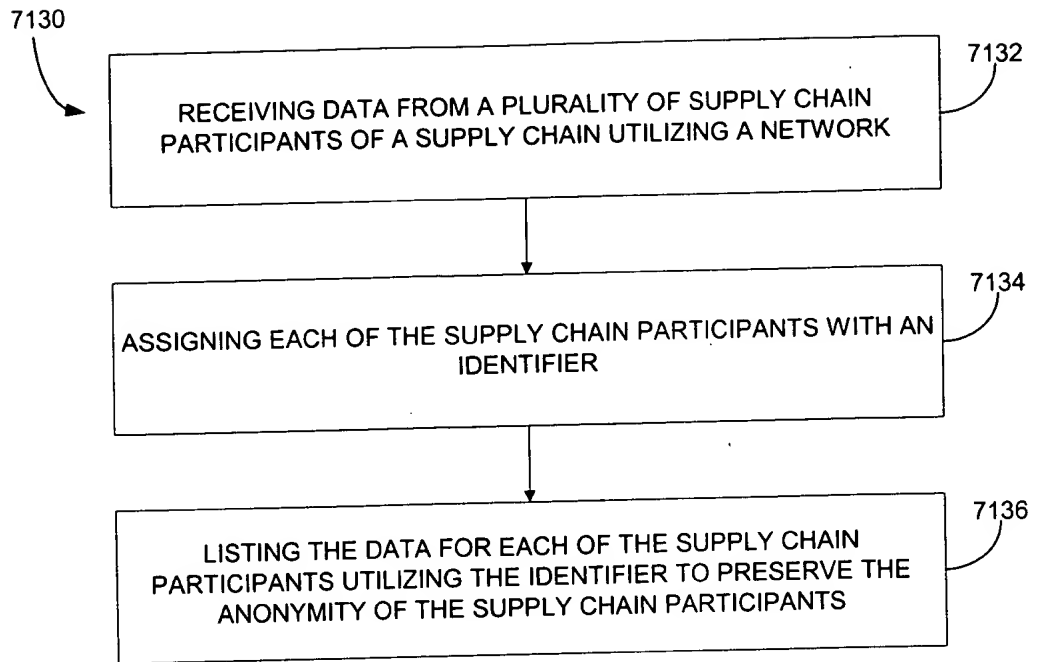 7130
7132
RECEIVING DATA FROM A PLURALITY OF SUPPLY CHAIN
PARTICIPANTS OF A SUPPLY CHAIN UTILIZING A NETWORK
7134
ASSIGNING EACH OF THE SUPPLY CHAIN PARTICIPANTS WITH AN
IDENTIFIER
7136
LISTING THE DATA FOR EACH OF THE SUPPLY CHAIN
PARTICIPANTS UTILIZING THE IDENTIFIER TO PRESERVE THE
ANONYMITY OF THE SUPPLY CHAIN PARTICIPANTS